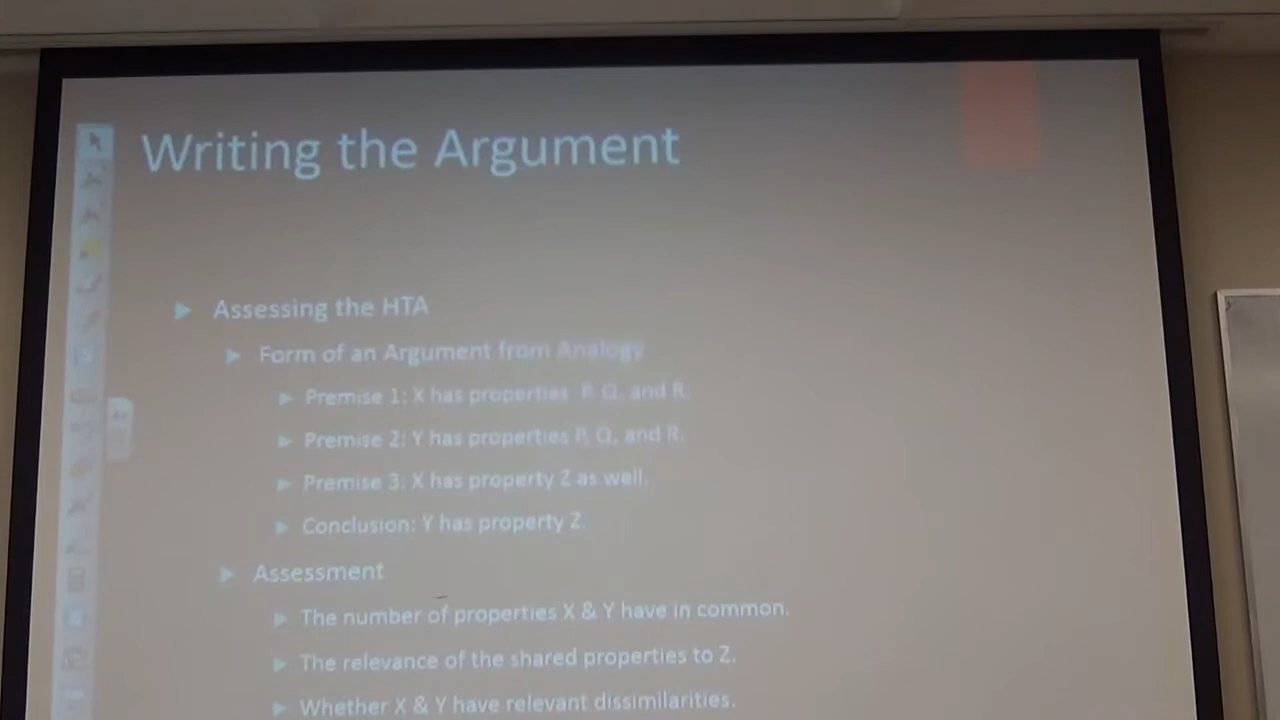 Writing the Argument
Assessing the HTA
Form of an Argument from Analogy
Premise 1: X has properties P, Q, and R.
Premise 2: Y has properties P, Q, and R.
Premise 3: X has property Z as well.
Conclusion: Y has property Z.
Assessment
The number of properties X & Y have in common.
The relevance of the shared properties to Z.
Whether X & Y have relevant dissimilarities.